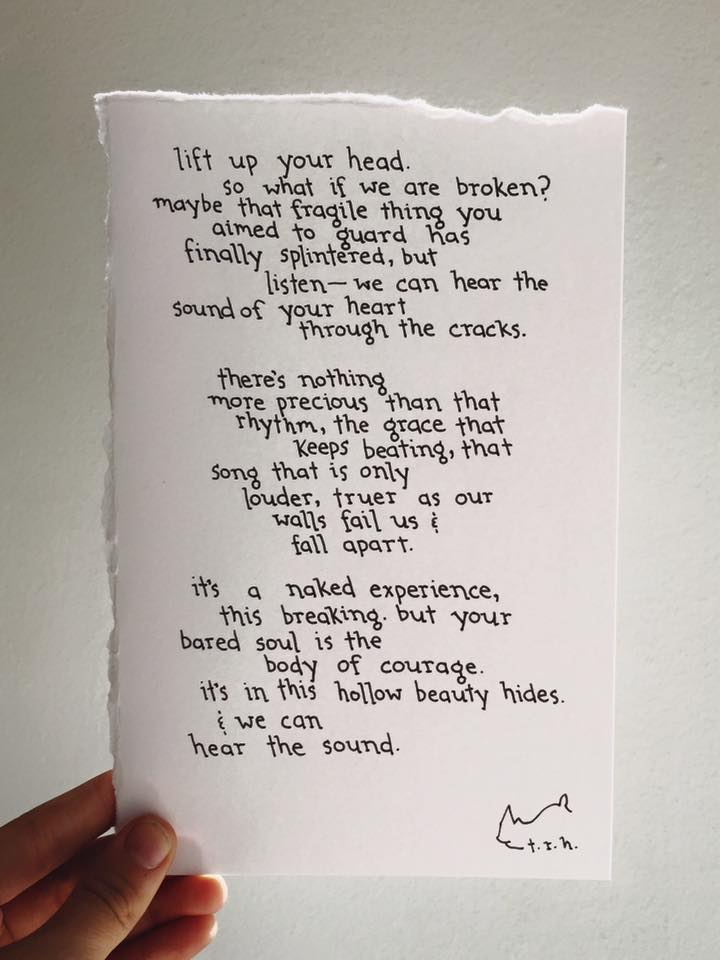 lift up your head.
so what if we are broken?
maybe that fragile thing you
aimed to guard has
finally splintered, but
listen— we can hear the
sound of your heart
through the cracks.
there's nothing
more precious than that
rhythm, the grace that
keeps beating, that
song that is only
louder, truer as our
walls fail us &
fall apart.
it's a naked experience,
this breaking. but your
bared soul is the
body of courage.
it's in this hollow beauty hides.
& we can
hear the sound.
t.r.h.